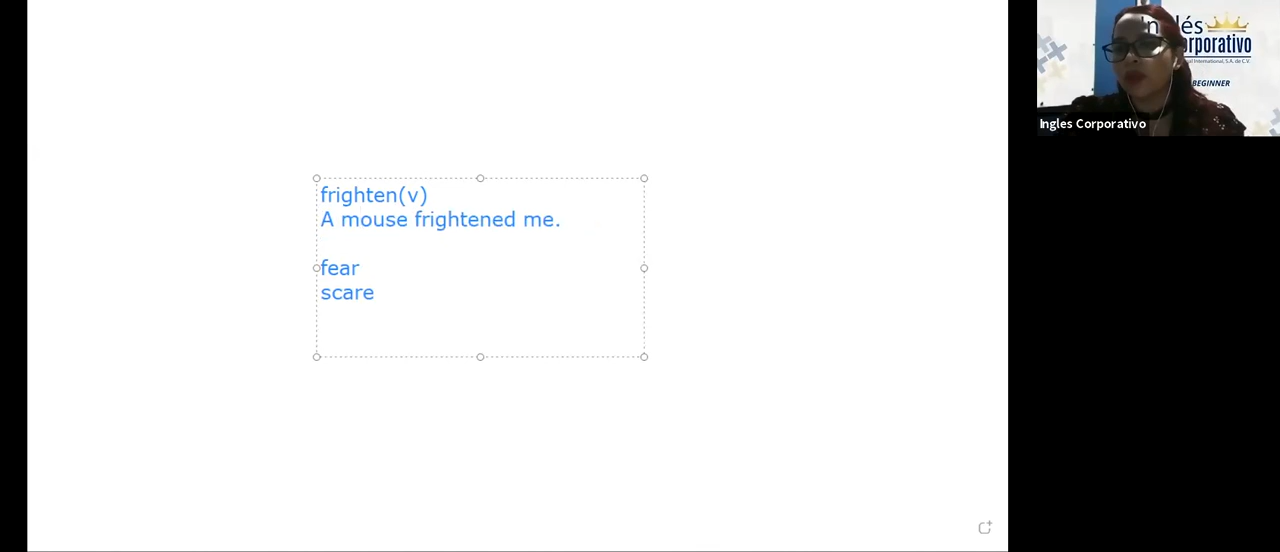 frighten(v)
A mouse frightened me.
fear
scare
Inglés
Corporativo
BEGINNER
Ingles Corporativo